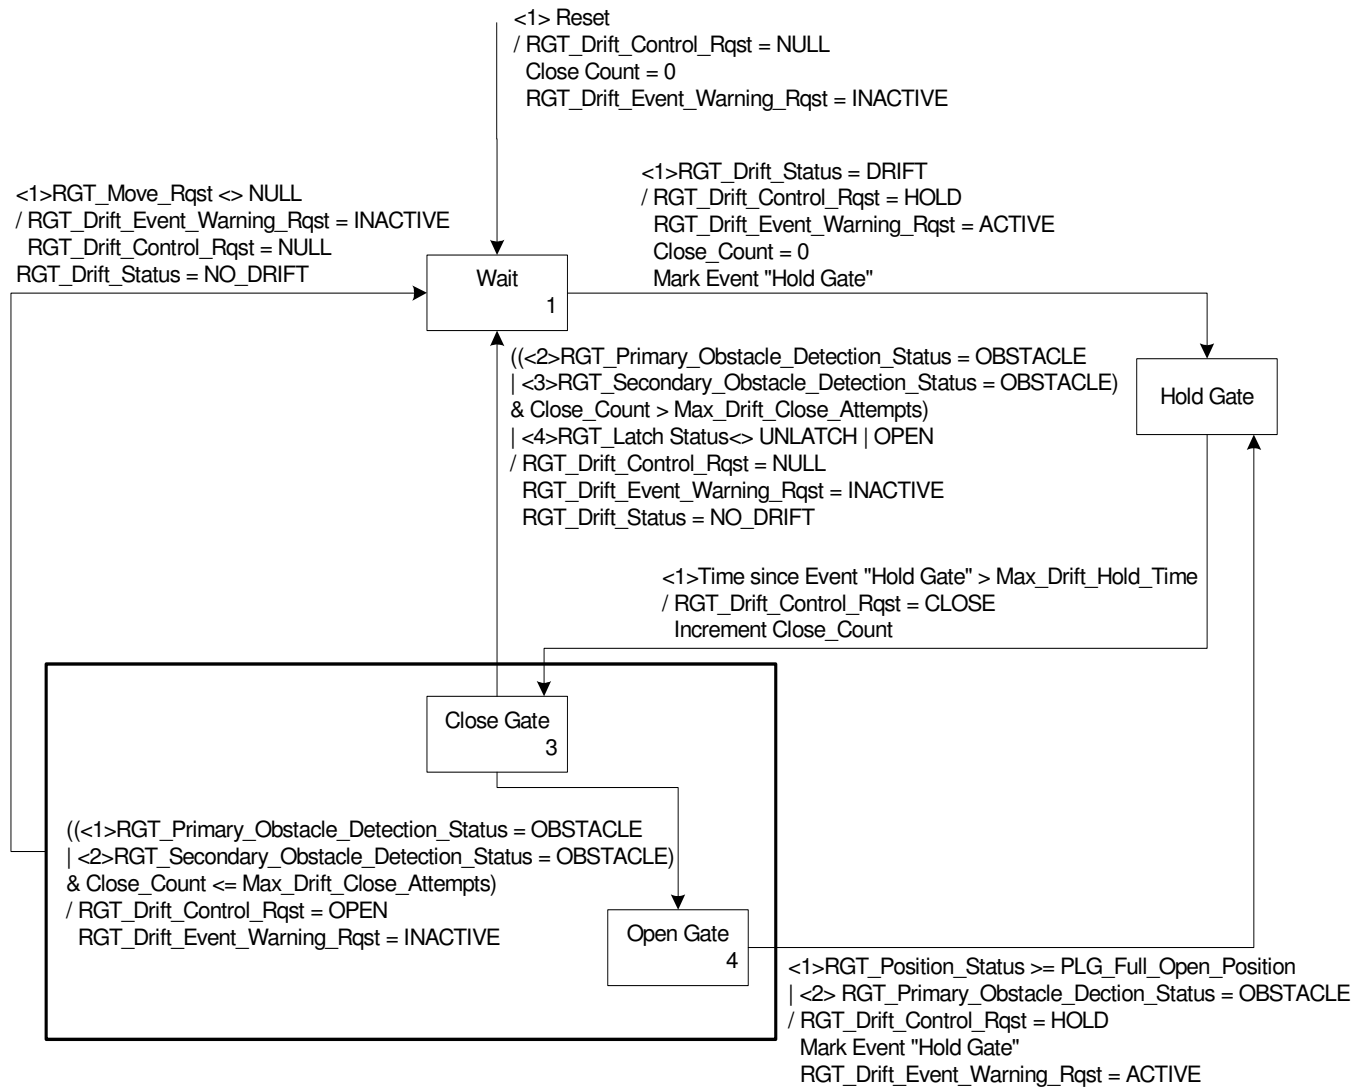 <1> Reset
/ RGT_Drift_Control_Rqst = NULL
Close Count = 0
RGT_Drift_Event_Warning_Rqst = INACTIVE
<1>RGT_Move_Rqst <> NULL
/ RGT_Drift_Event_Warning_Rqst = INACTIVE
RGT_Drift_Control_Rqst = NULL
RGT_Drift_Status = NO_DRIFT
<1>RGT_Drift_Status = DRIFT
/ RGT_Drift_Control_Rqst = HOLD
RGT_Drift_Event_Warning_Rqst = ACTIVE
Close_Count = 0
Mark Event "Hold Gate"
Wait
1
((<2>RGT_Primary_Obstacle_Detection_Status = OBSTACLE
| <3>RGT_Secondary_Obstacle_Detection_Status = OBSTACLE)
& Close_Count > Max_Drift_Close_Attempts)
| <4>RGT_Latch Status<> UNLATCH | OPEN
/ RGT_Drift_Control_Rqst = NULL
RGT_Drift_Event_Warning_Rqst = INACTIVE
RGT_Drift_Status = NO_DRIFT
Hold Gate
<1>Time since Event "Hold Gate" > Max_Drift_Hold_Time
/ RGT_Drift_Control_Rqst = CLOSE
Increment Close_Count
Close Gate
3
((<1>RGT_Primary_Obstacle_Detection_Status = OBSTACLE
| <2>RGT_Secondary_Obstacle_Detection_Status = OBSTACLE)
& Close_Count <= Max_Drift_Close_Attempts)
/ RGT_Drift_Control_Rqst = OPEN
RGT_Drift_Event_Warning_Rqst = INACTIVE
Open Gate
4
<1>RGT_Position_Status >= PLG_Full_Open_Position
| <2> RGT_Primary_Obstacle_Dection_Status = OBSTACLE
/ RGT_Drift_Control_Rqst = HOLD
Mark Event "Hold Gate"
RGT_Drift_Event_Warning_Rqst = ACTIVE